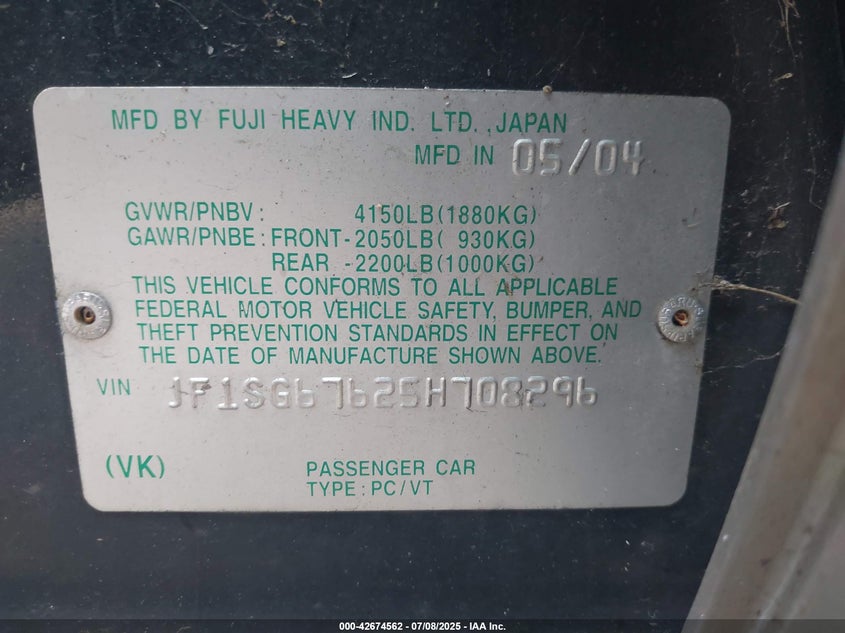 MFD BY FUJI HEAVY IND. LTD. ,JAPAN
MFD IN 05/04
GVWR/PNBV: 4150LB(1880KG)
GAWR/PNBE: FRONT-2050LB( 930KG)
REAR -2200LB(1000KG)
THIS VEHICLE CONFORMS TO ALL APPLICABLE
FEDERAL MOTOR VEHICLE SAFETY, BUMPER, AND
THEFT PREVENTION STANDARDS IN EFFECT ON
THE DATE OF MANUFACTURE SHOWN ABOVE.
VIN JF1SG67625H708296
(VK) PASSENGER CAR
TYPE:PC/VT
000-42674562 - 07/08/2025 - IAA Inc.